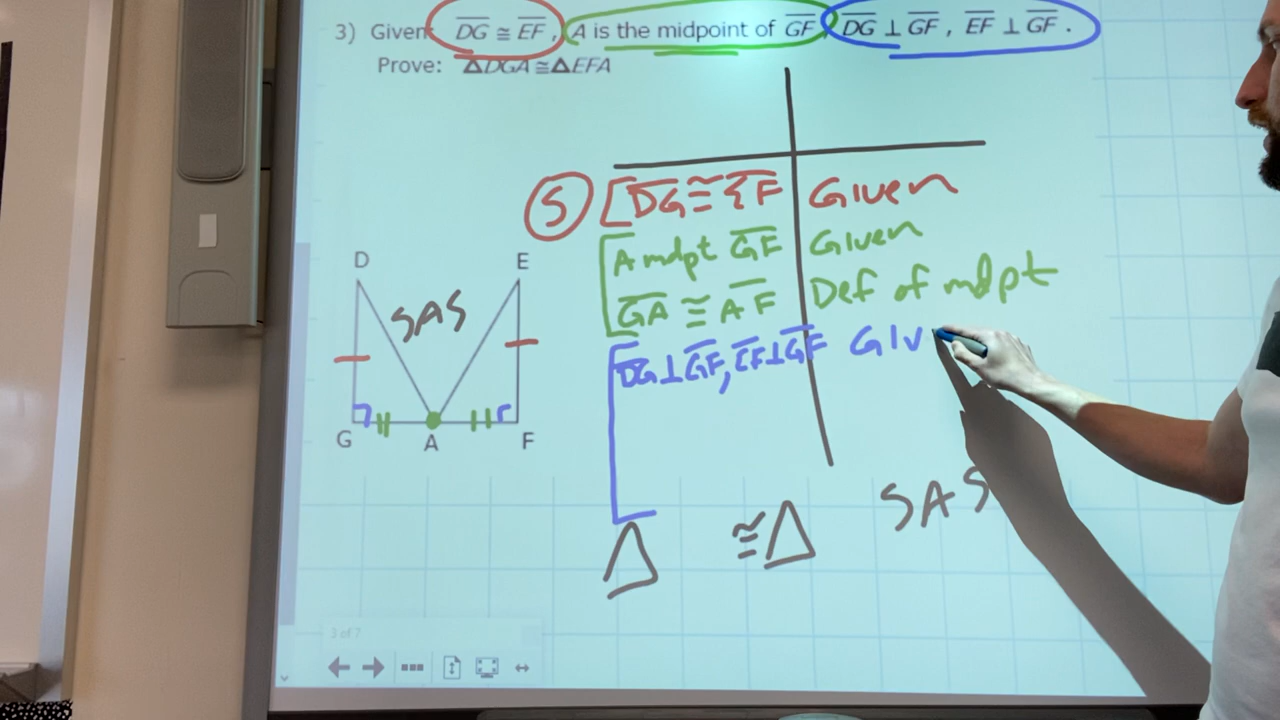 3) Given: DG ≅ EF, A is the midpoint of GF, DG ⊥ GF, EF ⊥ GF.
Prove: △DGA ≅ △EFA
S [DG ≅ EF Given
A mdpt GF Given
GA ≅ AF Def of mdpt
DG ⊥ GF, EF ⊥ GF Giv
△ ≅ △ SAS
D E
SAS
G A F
3 of 7